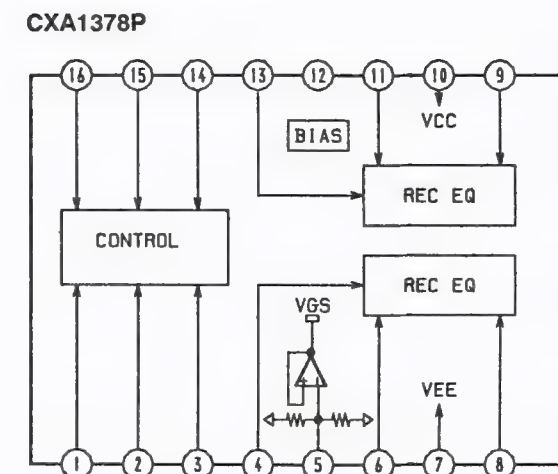 CXA1378P
16 15 14 13 12 11 10 9
VCC
BIAS
REC EQ
CONTROL
REC EQ
VGS
VEE
1 2 3 4 5 6 7 8